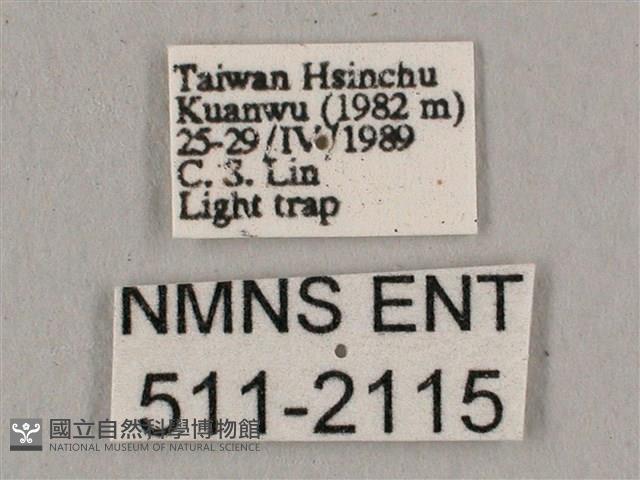 Taiwan Hsinchu
Kuanwu (1982 m)
25-29/IV/1989
C. S. Lin
Light trap
NMNS ENT
511-2115
國立自然科學博物館
NATIONAL MUSEUM OF NATURAL SCIENCE